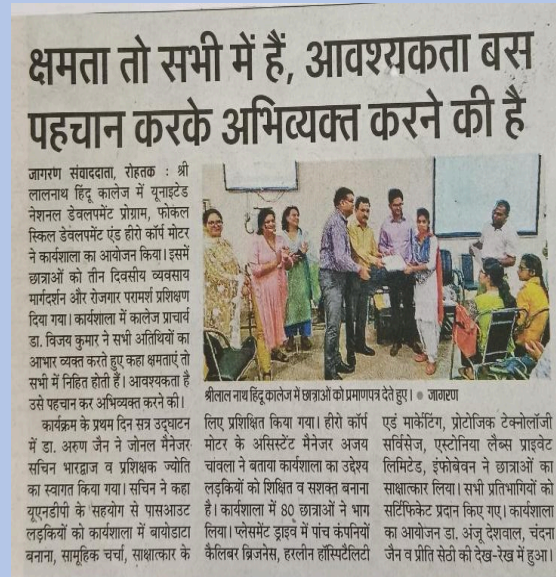 क्षमता तो सभी में हैं, आवश्यकता बस
पहचान करके अभिव्यक्त करने की है
जागरण संवाददाता, रोहतक : श्री
लालनाथ हिंदू कालेज में यूनाइटेड
नेशनल डेवलपमेंट प्रोग्राम, फोकल
स्किल डेवेलपमेंट एंड हीरो कॉर्प मोटर
ने कार्यशाला का आयोजन किया। इसमें
छात्राओं को तीन दिवसीय व्यवसाय
मार्गदर्शन और रोजगार परामर्श प्रशिक्षण
दिया गया। कार्यशाला में कालेज प्राचार्य
डा. विजय कुमार ने सभी अतिथियों का
आभार व्यक्त करते हुए कहा क्षमताएं तो
सभी में निहित होती हैं। आवश्यकता है
उसे पहचान कर अभिव्यक्त करने की।
कार्यक्रम के प्रथम दिन सत्र उद्घाटन
में डा. अरुण जैन ने जोनल मैनेजर
सचिन भारद्वाज व प्रशिक्षक ज्योति
का स्वागत किया गया। सचिन ने कहा
यूएनडीपी के सहयोग से पासआउट
लड़कियों को कार्यशाला में बायोडाटा
बनाना, सामूहिक चर्चा, साक्षात्कार के
श्रीलाल नाथ हिंदू कालेज में छात्राओं को प्रमाणपत्र देते हुए। ● जागरण
लिए प्रशिक्षित किया गया। हीरो कॉर्प
मोटर के असिस्टेंट मैनेजर अजय
चावला ने बताया कार्यशाला का उद्देश्य
लड़कियों को शिक्षित व सशक्त बनाना
है। कार्यशाला में 80 छात्राओं ने भाग
लिया। प्लेसमेंट ड्राइव में पांच कंपनियों
कैलिबर ब्रिजनेस, हरलीन हॉस्पिटैलिटी
एडं मार्केटिंग, प्रोटोजिक टेक्नोलॉजी
सर्विसेज, एस्टोनिया लैब्स प्राइवेट
लिमिटेड, इंफोबेवन ने छात्राओं का
साक्षात्कार लिया। सभी प्रतिभागियों को
सर्टिफिकेट प्रदान किए गए। कार्यशाला
का आयोजन डा. अंजू देशवाल, चंदना
जैन व प्रीति सेठी की देख-रेख में हुआ।